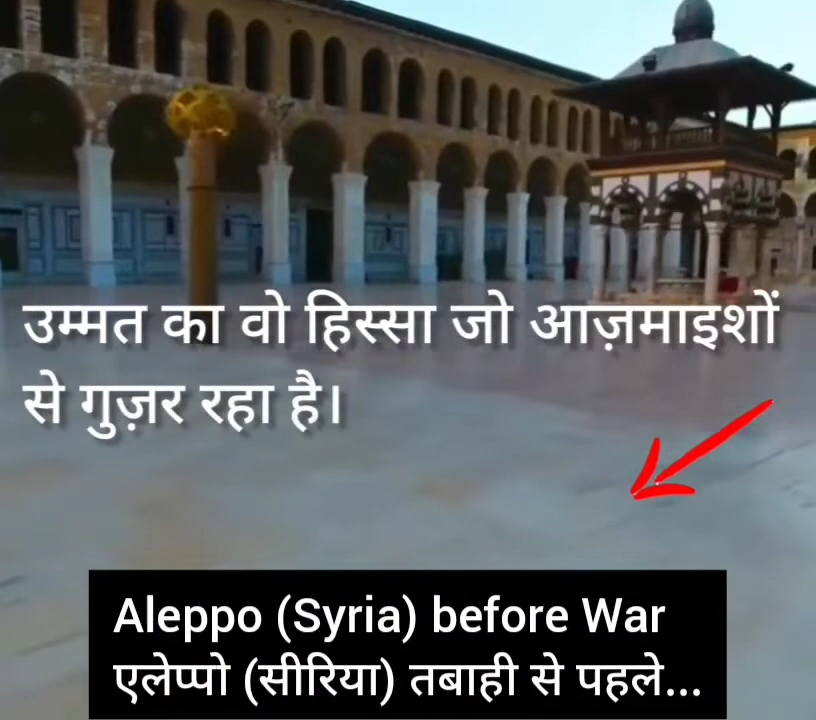 उम्मत का वो हिस्सा जो आज़माइशों
से गुज़र रहा है।
Aleppo (Syria) before War
एलेप्पो (सीरिया) तबाही से पहले...